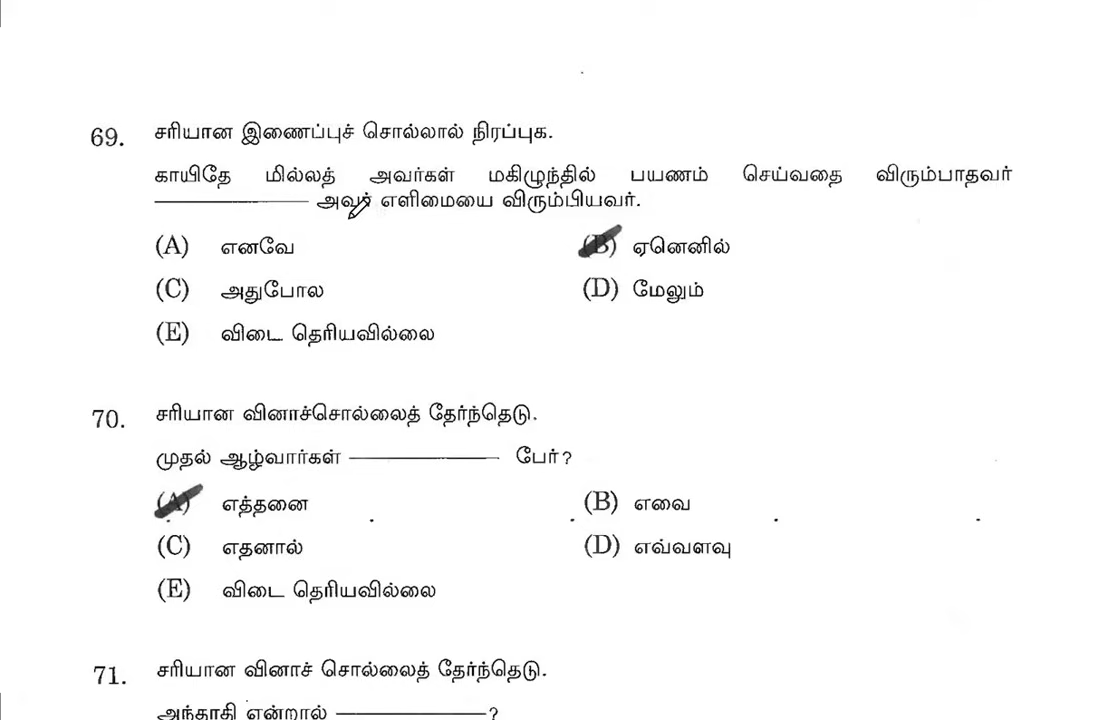 69. சரியான இணைப்புச் சொல்லால் நிரப்புக.
காயிதே மில்லத் அவர்கள் மகிழுந்தில் பயணம் செய்வதை விரும்பாதவர்
அவர் எளிமையை விரும்பியவர்.
(A) எனவே (B) ஏனெனில்
(C) அதுபோல (D) மேலும்
(E) விடை தெரியவில்லை
70. சரியான வினாச்சொல்லைத் தேர்ந்தெடு.
முதல் ஆழ்வார்கள் பேர்?
(A) எத்தனை (B) எவை
(C) எதனால் (D) எவ்வளவு
(E) விடை தெரியவில்லை
71. சரியான வினாச் சொல்லைத் தேர்ந்தெடு.
அந்தாதி என்றால் ?